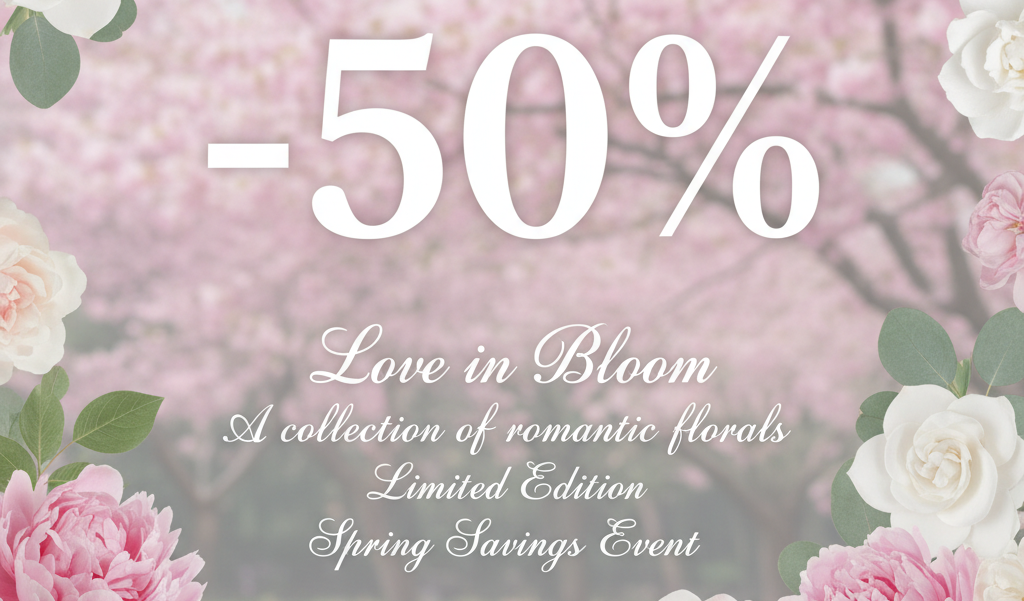 -50%
Love in Bloom
A collection of romantic florals
Limited Edition
Spring Savings Event